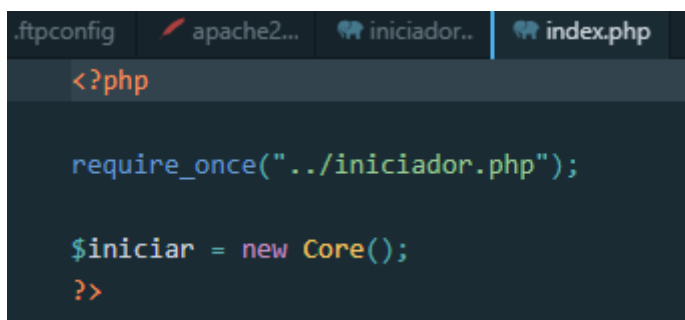 .ftpconfig apache2... iniciador.. index.php
<?php
require_once("../iniciador.php");
$iniciar = new Core();
?>